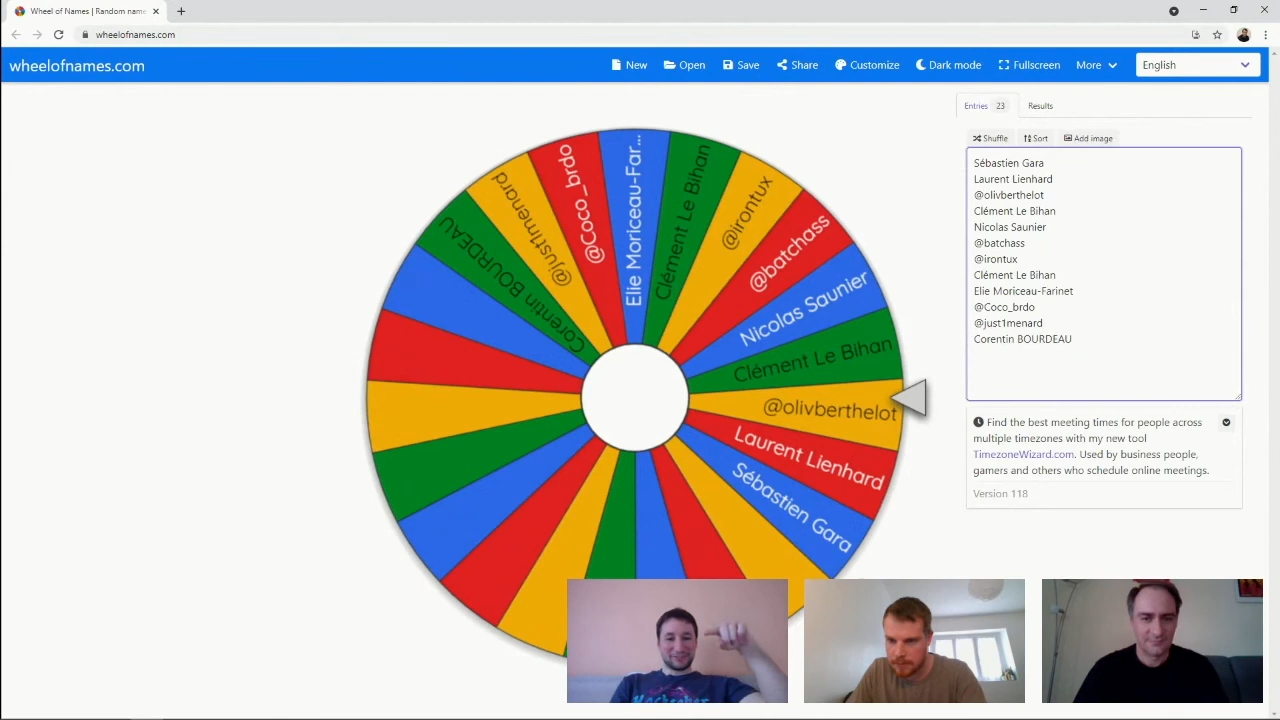 Wheel of Names | Random name
wheelofnames.com
wheelofnames.com
New
Open
Save
Share
Customize
Dark mode
Fullscreen
More
English
Entries 23
Results
Shuffle
Sort
Add image
Sébastien Gara
Laurent Lienhard
@olivberthelot
Clément Le Bihan
Nicolas Saunier
@batchass
@irontux
Clément Le Bihan
Elie Moriceau-Farinet
@Coco_brdo
@just1menard
Corentin BOURDEAU
Find the best meeting times for people across
multiple timezones with my new tool
TimezoneWizard.com. Used by business people,
gamers and others who schedule online meetings.
Version 118
Corentin BOURDEAU
@just1menard
@Coco_brdo
Elie Moriceau-Far...
Clément Le Bihan
@irontux
@batchass
Nicolas Saunier
Clément Le Bihan
@olivberthelot
Laurent Lienhard
Sébastien Gara